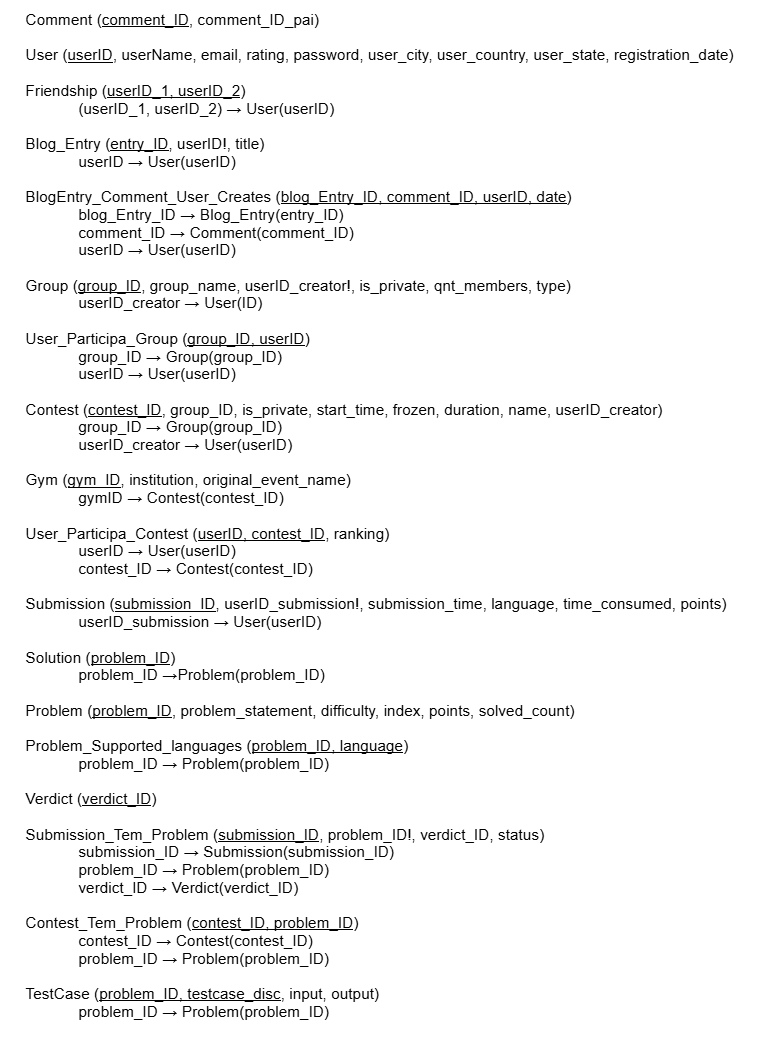 Comment (comment_ID, comment_ID_pai)
User (userID, userName, email, rating, password, user_city, user_country, user_state, registration_date)
Friendship (userID_1, userID_2)
(userID_1, userID_2) → User(userID)
Blog_Entry (entry_ID, userID!, title)
userID → User(userID)
BlogEntry_Comment_User_Creates (blog_Entry_ID, comment_ID, userID, date)
blog_Entry_ID → Blog_Entry(entry_ID)
comment_ID → Comment(comment_ID)
userID → User(userID)
Group (group_ID, group_name, userID_creator!, is_private, qnt_members, type)
userID_creator → User(ID)
User_Participa_Group (group_ID, userID)
group_ID → Group(group_ID)
userID → User(userID)
Contest (contest_ID, group_ID, is_private, start_time, frozen, duration, name, userID_creator)
group_ID → Group(group_ID)
userID_creator → User(userID)
Gym (gym_ID, institution, original_event_name)
gymID → Contest(contest_ID)
User_Participa_Contest (userID, contest_ID, ranking)
userID → User(userID)
contest_ID → Contest(contest_ID)
Submission (submission_ID, userID_submission!, submission_time, language, time_consumed, points)
userID_submission → User(userID)
Solution (problem_ID)
problem_ID →Problem(problem_ID)
Problem (problem_ID, problem_statement, difficulty, index, points, solved_count)
Problem_Supported_languages (problem_ID, language)
problem_ID → Problem(problem_ID)
Verdict (verdict_ID)
Submission_Tem_Problem (submission_ID, problem_ID!, verdict_ID, status)
submission_ID → Submission(submission_ID)
problem_ID → Problem(problem_ID)
verdict_ID → Verdict(verdict_ID)
Contest_Tem_Problem (contest_ID, problem_ID)
contest_ID → Contest(contest_ID)
problem_ID → Problem(problem_ID)
TestCase (problem_ID, testcase_disc, input, output)
problem_ID → Problem(problem_ID)